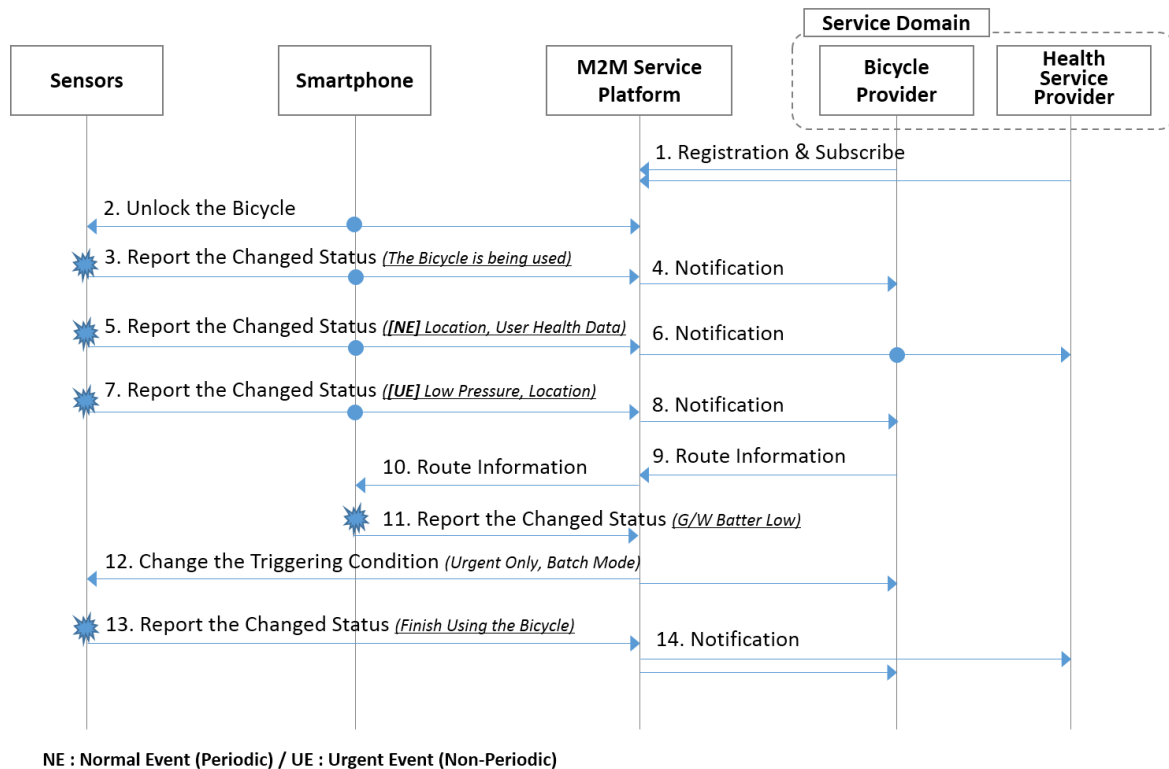 Service Domain
Sensors
Smartphone
M2M Service
Platform
Bicycle
Provider
Health
Service
Provider
1. Registration & Subscribe
2. Unlock the Bicycle
3. Report the Changed Status (The Bicycle is being used)
4. Notification
5. Report the Changed Status ([NE] Location, User Health Data)
6. Notification
7. Report the Changed Status ([UE] Low Pressure, Location)
8. Notification
9. Route Information
10. Route Information
11. Report the Changed Status (G/W Batter Low)
12. Change the Triggering Condition (Urgent Only, Batch Mode)
13. Report the Changed Status (Finish Using the Bicycle)
14. Notification
NE : Normal Event (Periodic) / UE : Urgent Event (Non-Periodic)